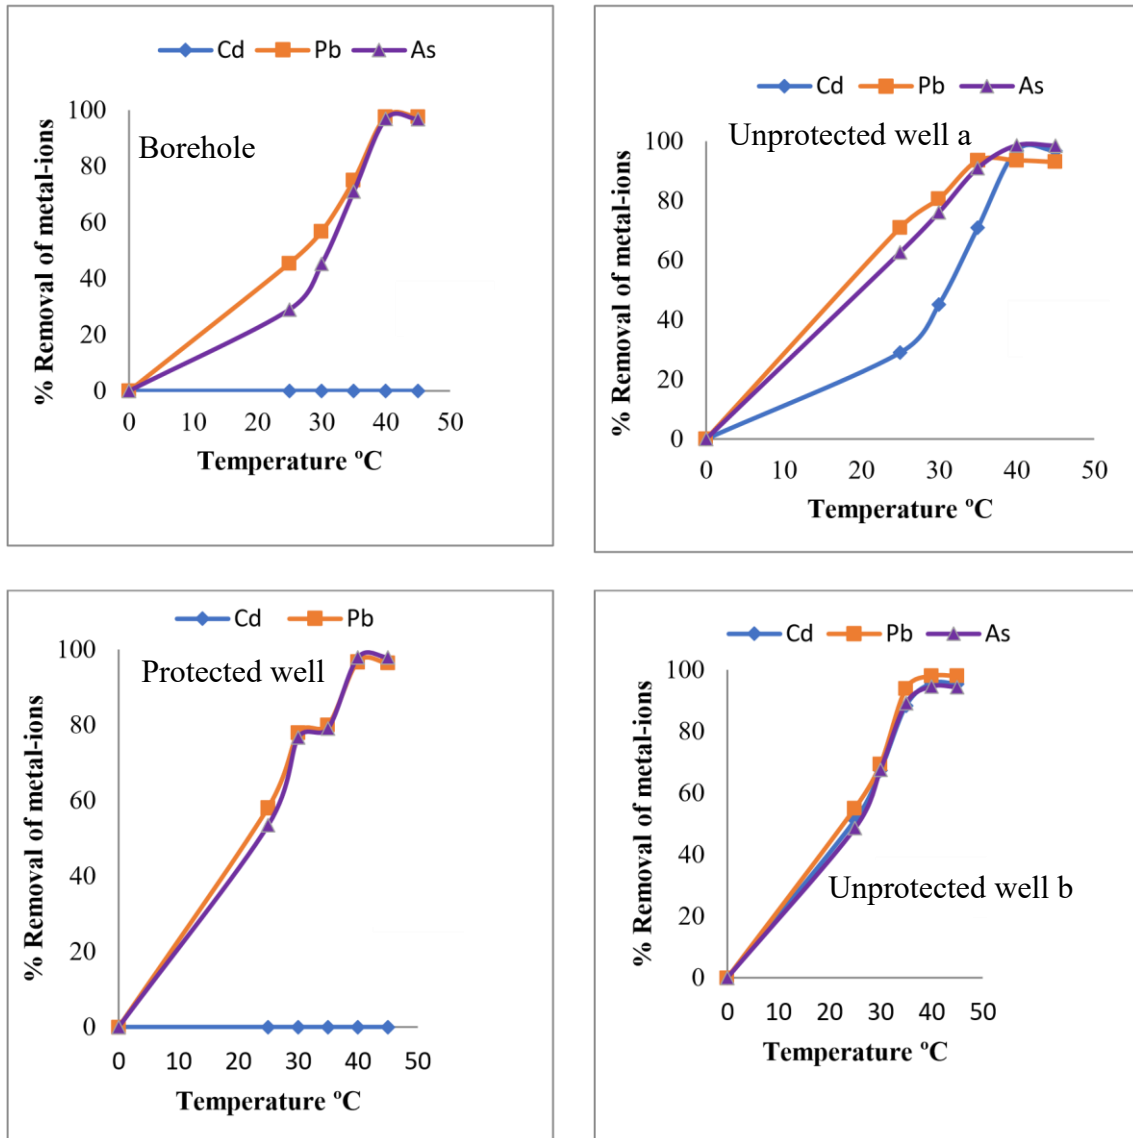 Cd Pb As
Borehole
100
80
60
40
20
0
0 10 20 30 40 50
% Removal of metal-ions
Temperature ºC
Cd Pb As
Unprotected well a
100
80
60
40
20
0
0 10 20 30 40 50
% Removal of metal-ions
Temperature ºC
Cd Pb
Protected well
100
80
60
40
20
0
0 10 20 30 40 50
% Removal of metal-ions
Temperature ºC
Cd Pb As
100
80
60
40
20
0
Unprotected well b
0 10 20 30 40 50
% Removal of metal-ions
Temperature ºC